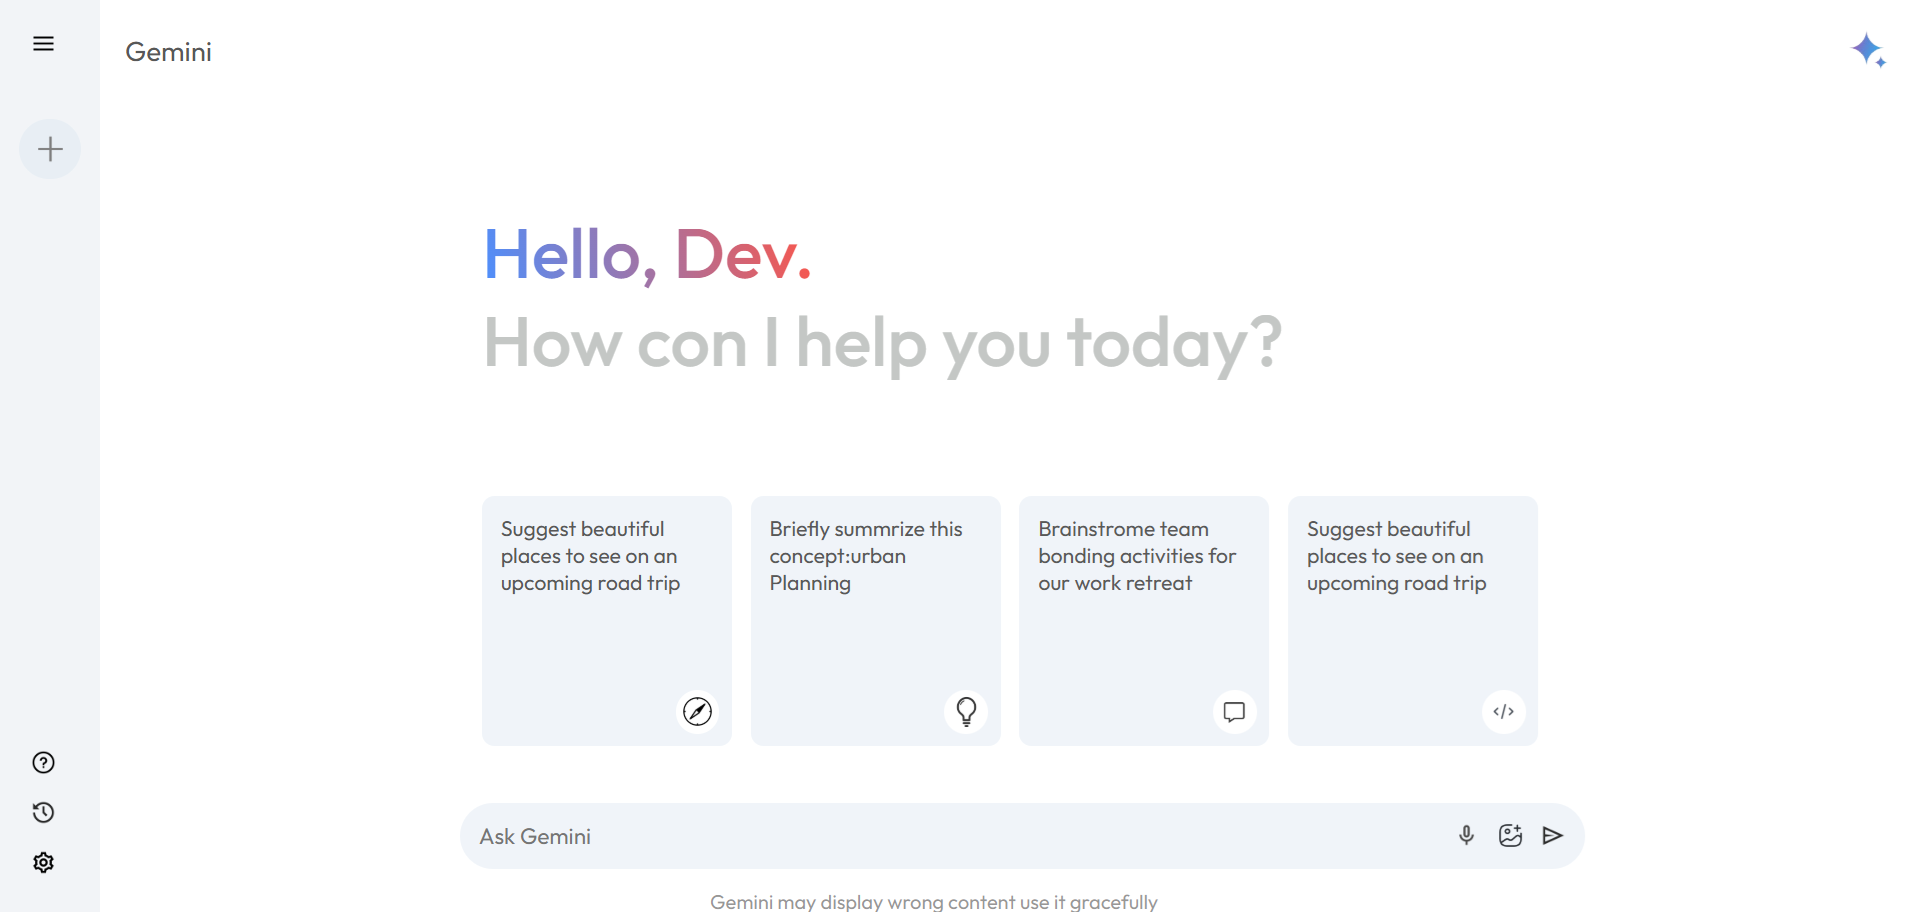 Gemini
Hello, Dev.
How con I help you today?
Suggest beautiful
places to see on an
upcoming road trip
Briefly summrize this
concept:urban
Planning
Brainstrome team
bonding activities for
our work retreat
Suggest beautiful
places to see on an
upcoming road trip
Ask Gemini
Gemini may display wrong content use it gracefully